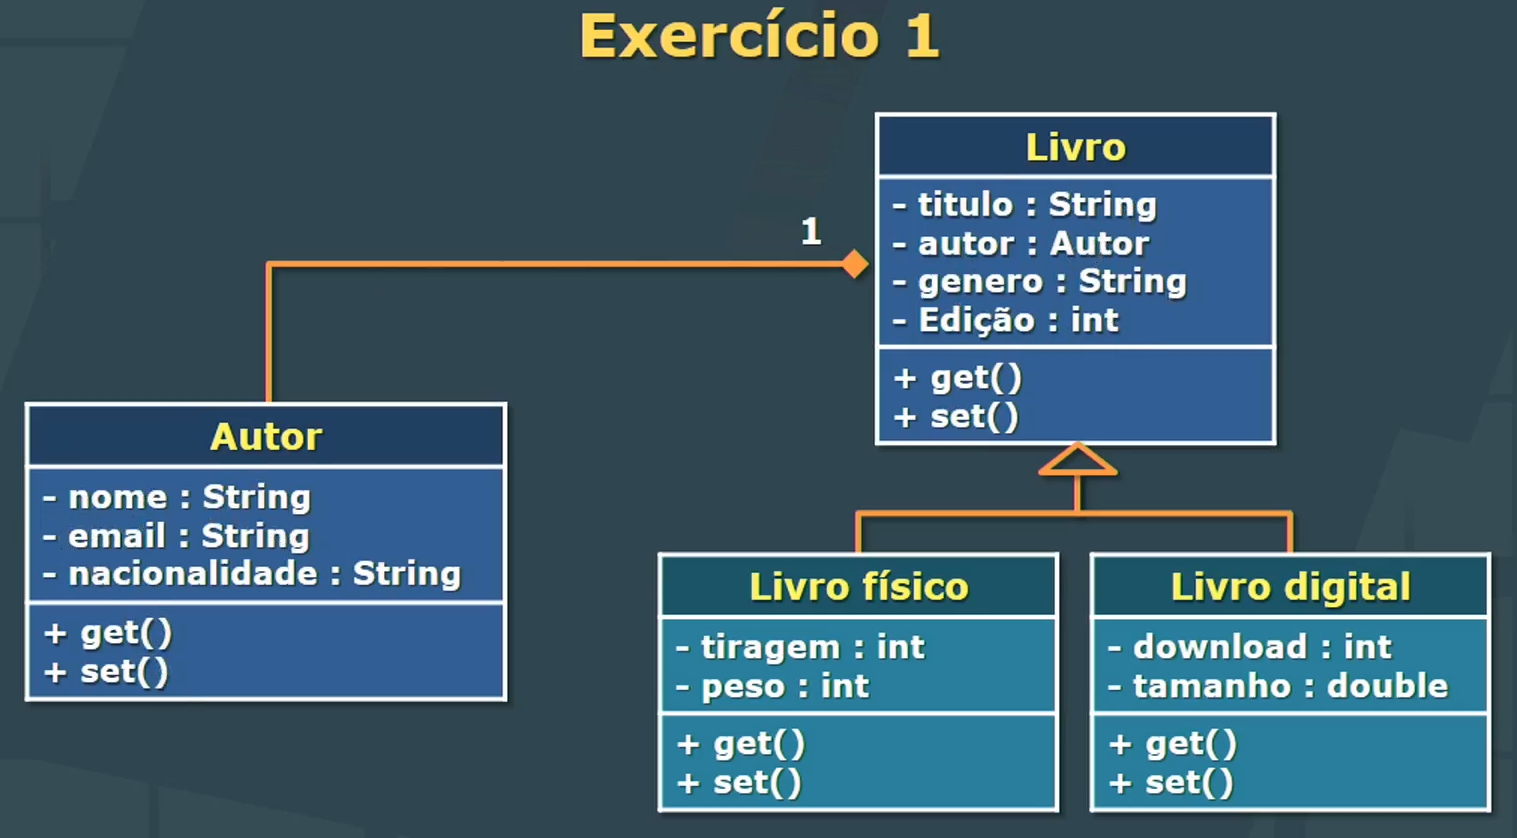 Exercício 1
Livro
- titulo : String
- autor : Autor
- genero : String
- Edição : int
+ get()
+ set()
1
Autor
- nome : String
- email : String
- nacionalidade : String
+ get()
+ set()
Livro físico
- tiragem : int
- peso : int
+ get()
+ set()
Livro digital
- download : int
- tamanho : double
+ get()
+ set()